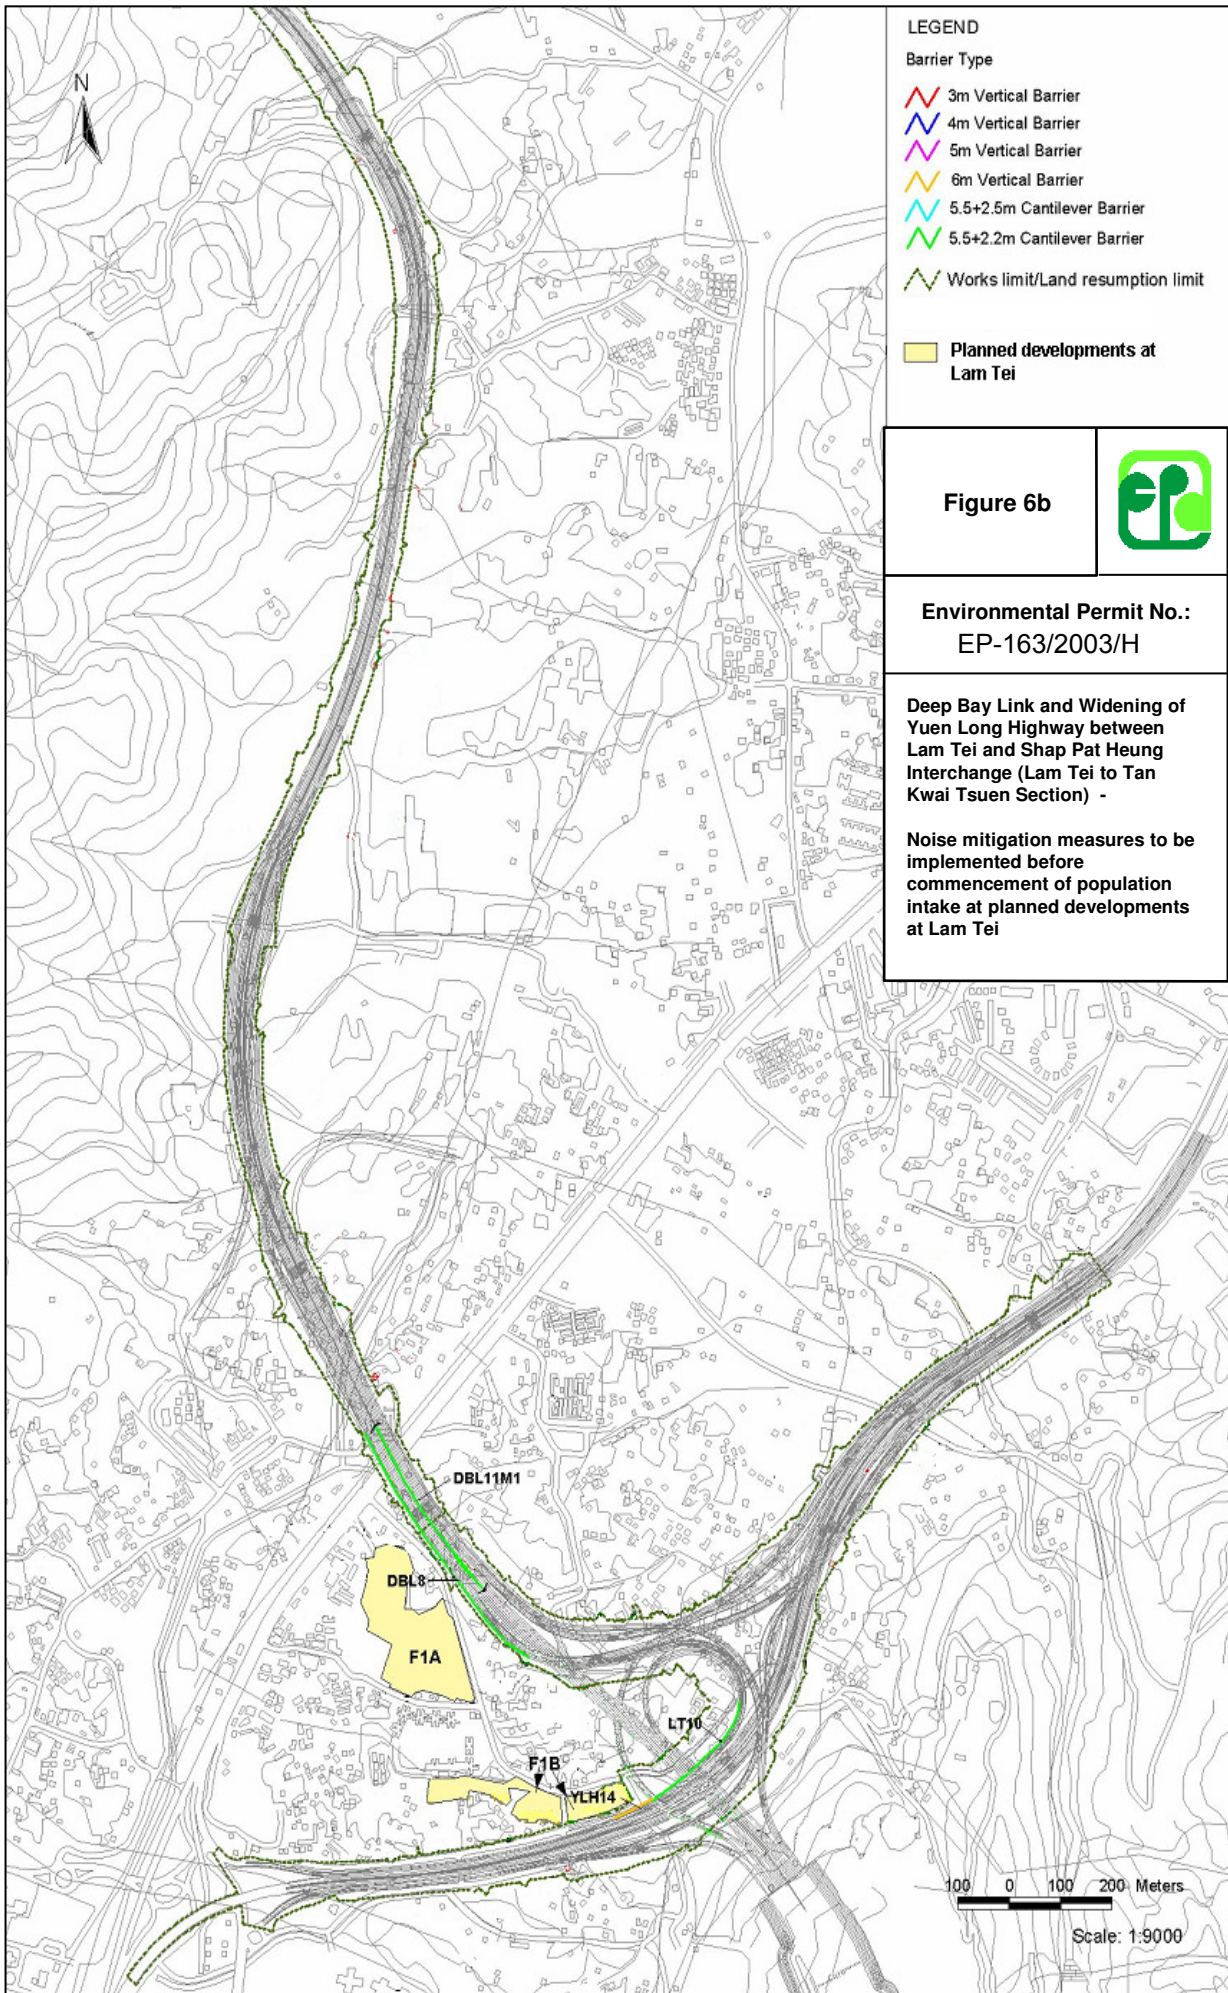 N
LEGEND
Barrier Type
3m Vertical Barrier
4m Vertical Barrier
5m Vertical Barrier
6m Vertical Barrier
5.5+2.5m Cantilever Barrier
5.5+2.2m Cantilever Barrier
Works limit/Land resumption limit
Planned developments at
Lam Tei
Figure 6b
Environmental Permit No.:
EP-163/2003/H
Deep Bay Link and Widening of
Yuen Long Highway between
Lam Tei and Shap Pat Heung
Interchange (Lam Tei to Tan
Kwai Tsuen Section) -
Noise mitigation measures to be
implemented before
commencement of population
intake at planned developments
at Lam Tei
DBL11M1
DBL8
F1A
LT10
F1B
YLH14
100 0 100 200 Meters
Scale: 1:9000